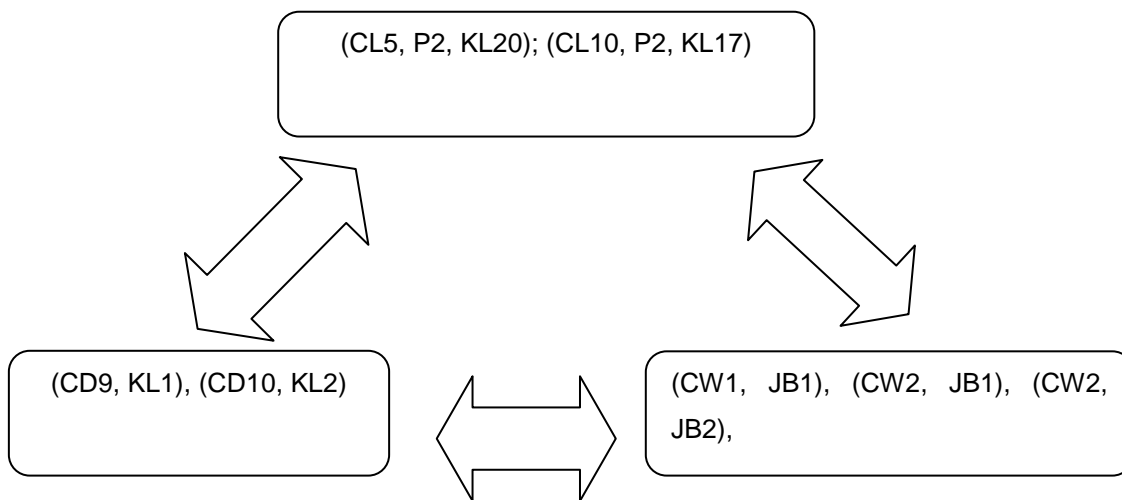 (CL5, P2, KL20); (CL10, P2, KL17)
(CD9, KL1), (CD10, KL2)
(CW1, JB1), (CW2, JB1), (CW2,
JB2),